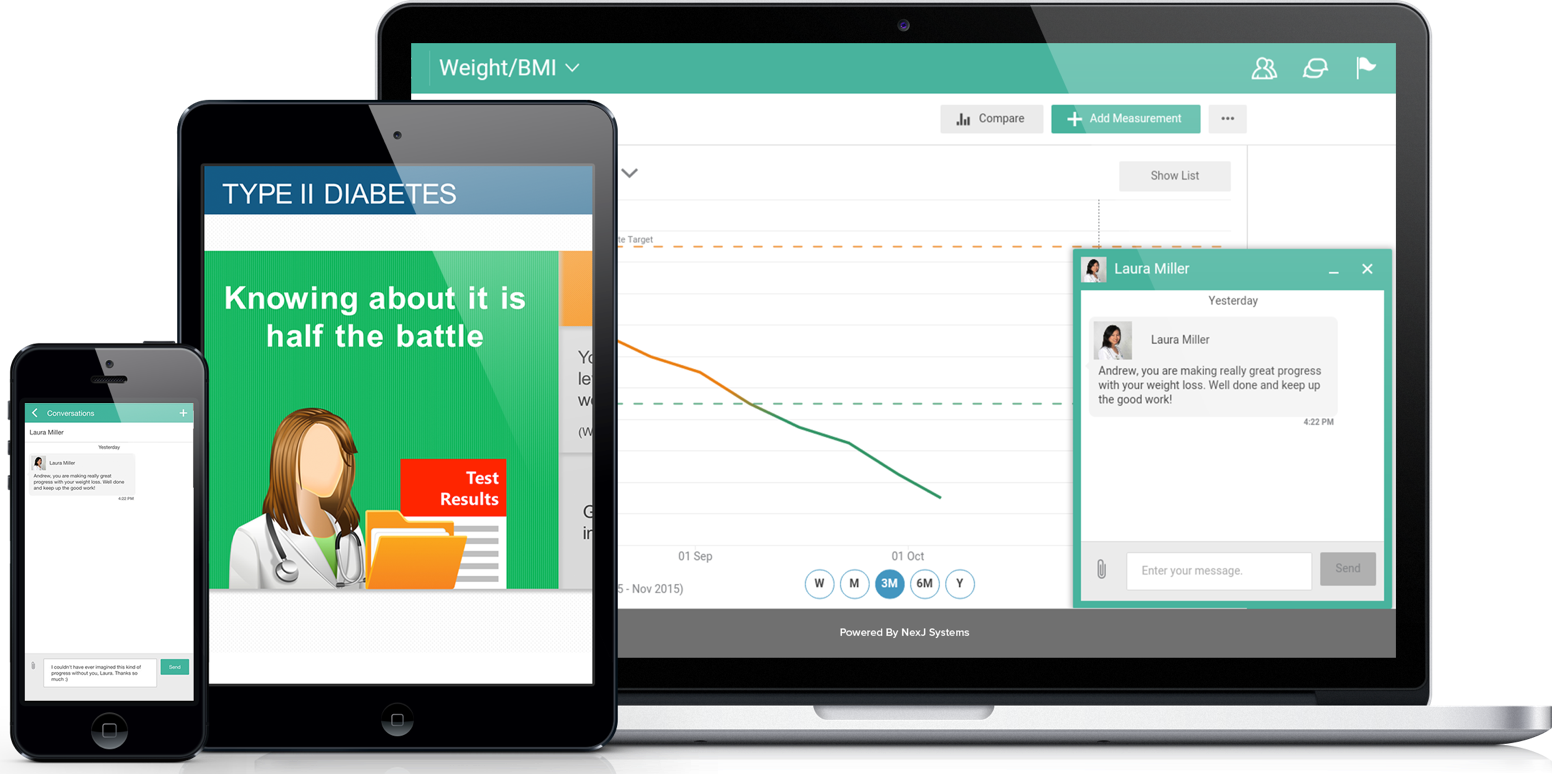 Weight/BMI
Compare
Add Measurement
Show List
te Target
01 Sep
01 Oct
5 - Nov 2015)
W
M
3M
6M
Y
Powered By NexJ Systems
Laura Miller
Yesterday
Laura Miller
Andrew, you are making really great progress
with your weight loss. Well done and keep up
the good work!
4:22 PM
Enter your message.
Send
TYPE II DIABETES
Knowing about it is
half the battle
Test
Results
Yo
le
we
(W
G
in
Conversations
Laura Miller
Yesterday
Laura Miller
Andrew, you are making really great
progress with your weight loss. Well done
and keep up the good work!
4:22 PM
I couldn't have ever imagined this kind of
progress without you, Laura. Thanks so
much :)
Send